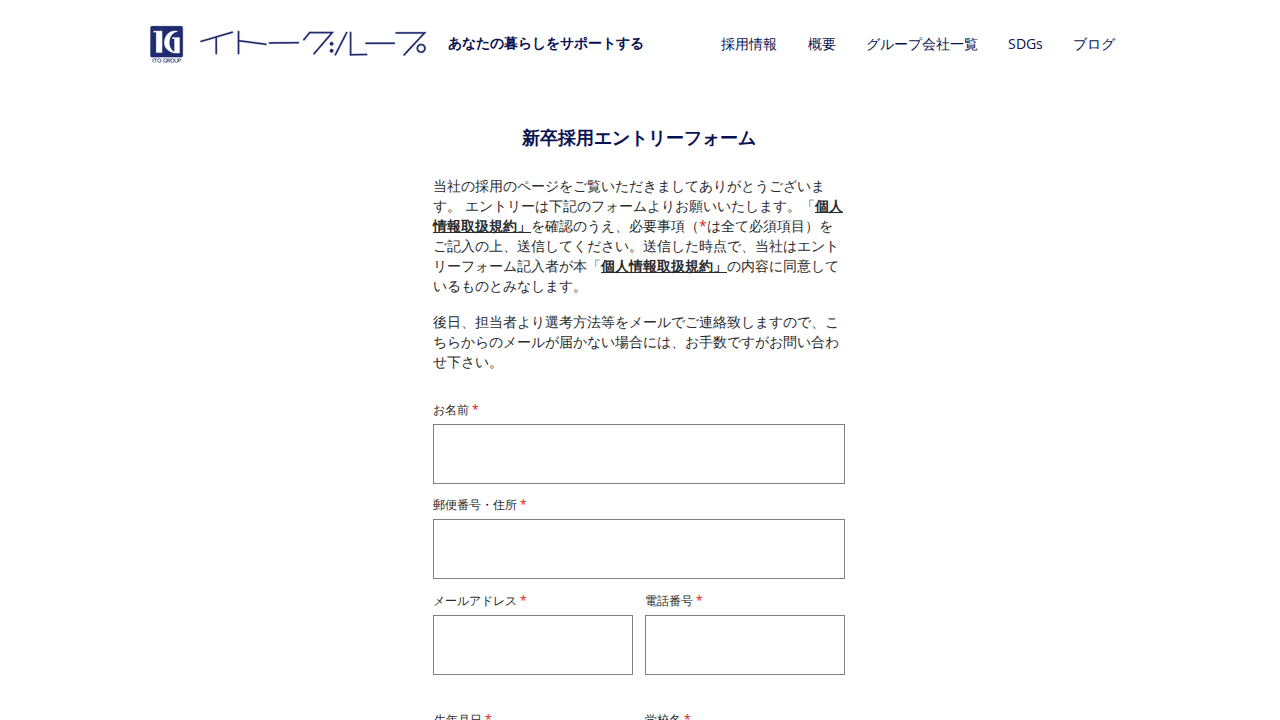 IG
ITO GROUP
イトーグループ
あなたの暮らしをサポートする
採用情報 概要 グループ会社一覧 SDGs ブログ
新卒採用エントリーフォーム
当社の採用のページをご覧いただきましてありがとうございま
す。 エントリーは下記のフォームよりお願いいたします。「個人
情報取扱規約」を確認のうえ、必要事項（*は全て必須項目）を
ご記入の上、送信してください。送信した時点で、当社はエント
リーフォーム記入者が本「個人情報取扱規約」の内容に同意して
いるものとみなします。
後日、担当者より選考方法等をメールでご連絡致しますので、こ
ちらからのメールが届かない場合には、お手数ですがお問い合わ
せ下さい。
お名前 *
郵便番号・住所 *
メールアドレス * 電話番号 *
生年月日 * 学校名 *